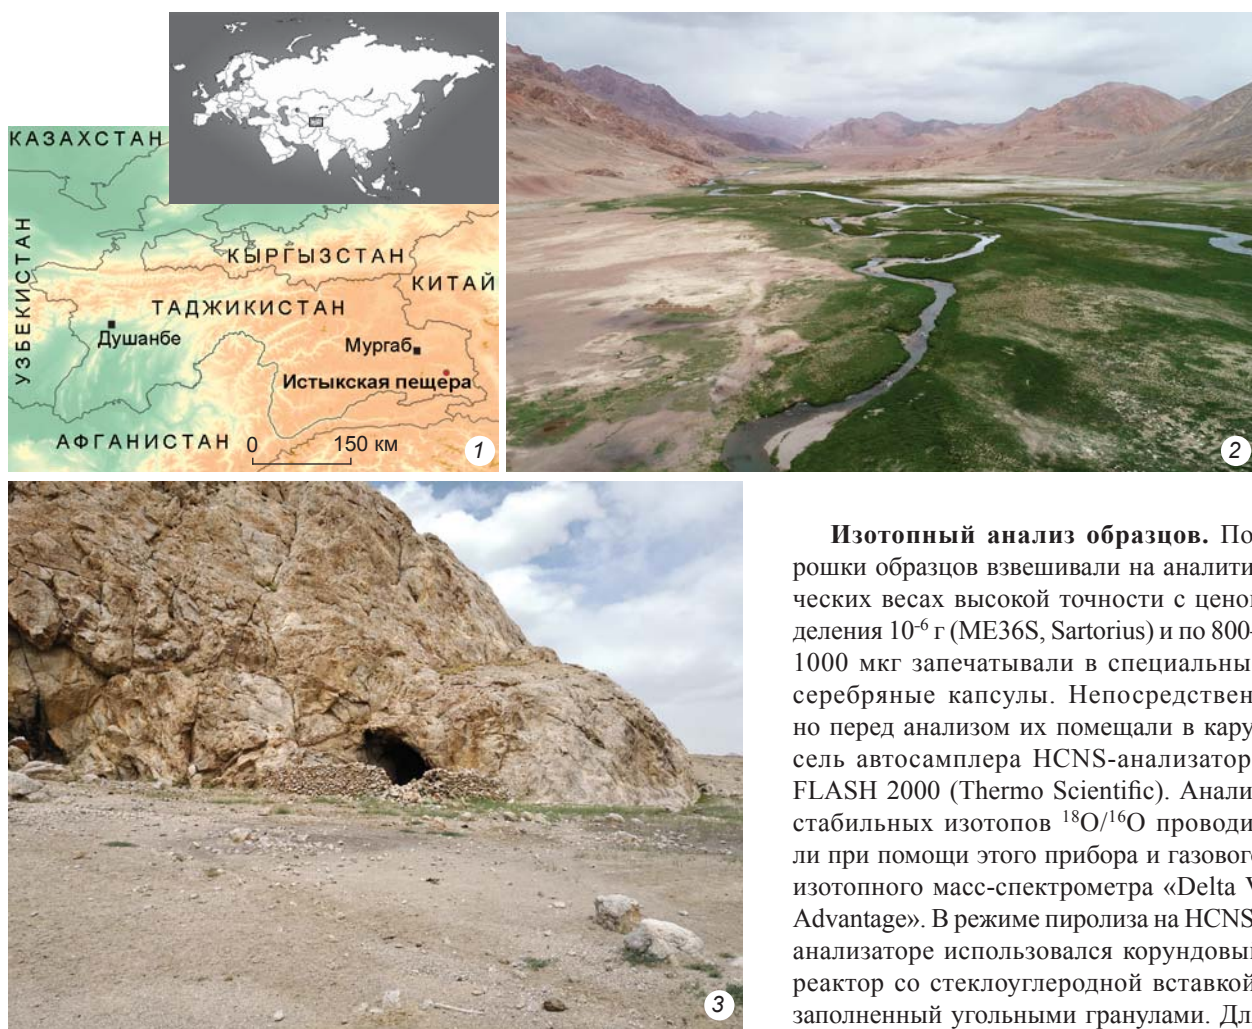 КАЗАХСТАН
УЗБЕКИСТАН
КЫРГЫЗСТАН
КИТАЙ
ТАДЖИКИСТАН
Душанбе
Мургаб
Истыкская пещера
АФГАНИСТАН
0 150 км
1
2
3
Изотопный анализ образцов. По
рошки образцов взвешивали на аналити
ческих весах высокой точности с ценой
деления 10⁻⁶ г (ME36S, Sartorius) и по 800–
1000 мкг запечатывали в специальны
серебряные капсулы. Непосредствен
но перед анализом их помещали в кару
сель автосамплера HCNS-анализатор
FLASH 2000 (Thermo Scientific). Анали
стабильных изотопов ¹⁸O/¹⁶O проводи
ли при помощи этого прибора и газового
изотопного масс-спектрометра «Delta V
Advantage». В режиме пиролиза на HCNS
анализаторе использовался корундовый
реактор со стеклоуглеродной вставкой,
заполненный угольными гранулами. Дл